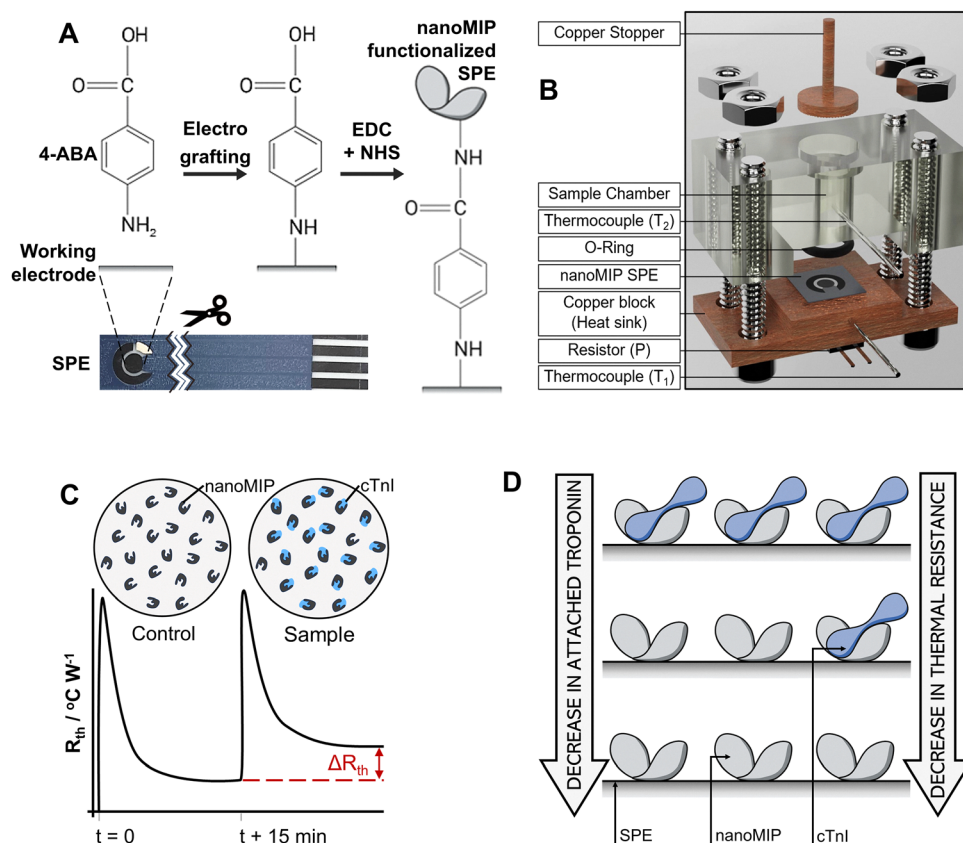 A
OH
O
C
4-ABA
NH2
Electro
grafting
OH
O
C
NH
EDC
+ NHS
nanoMIP
functionalized
SPE
NH
O
C
NH
Working
electrode
SPE
B
Copper Stopper
Sample Chamber
Thermocouple (T2)
O-Ring
nanoMIP SPE
Copper block
(Heat sink)
Resistor (P)
Thermocouple (T1)
C
nanoMIP
cTnI
Control
Sample
Rth / °C W-1
ΔRth
t = 0
t + 15 min
D
DECREASE IN ATTACHED TROPONIN
DECREASE IN THERMAL RESISTANCE
SPE
nanoMIP
cTnI